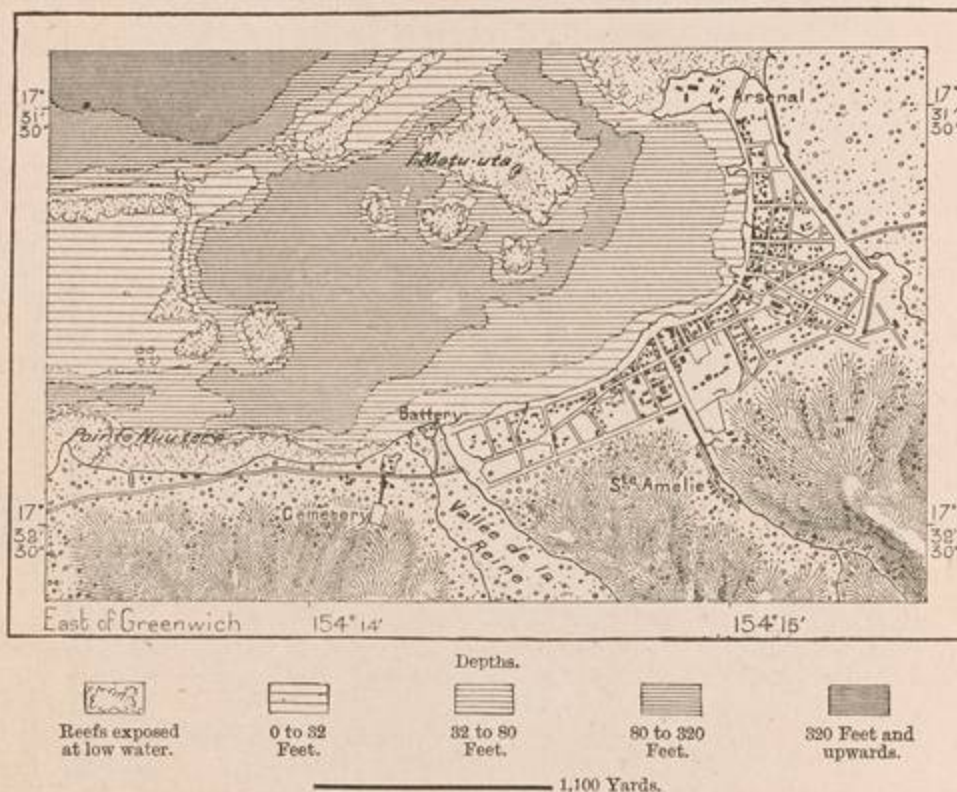 17°
31'
30"
17°
31'
30"
Arsenal
I. Motu-uta
Battery
Pointe Nuutere
Ste. Amelie
Cemetery
Vallée de la
Reine
17°
32'
30"
17°
32'
30"
East of Greenwich
154° 14'
154° 15'
Depths.
Reefs exposed
at low water.
0 to 32
Feet.
32 to 80
Feet.
80 to 320
Feet.
320 Feet and
upwards.
1,100 Yards.